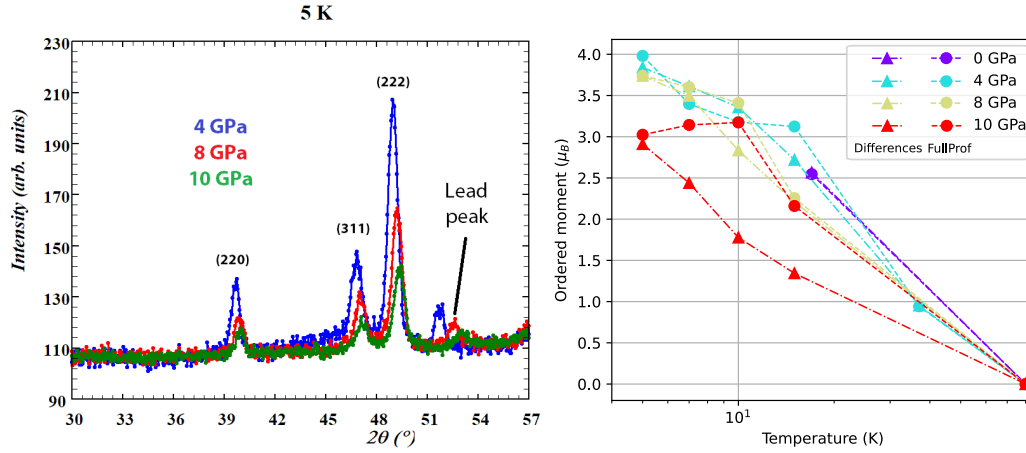 5 K
Intensity (arb. units)
230
210
190
170
150
130
110
90
30
33
36
39
42
45
48
51
54
57
2θ (°)
4 GPa
8 GPa
10 GPa
(220)
(311)
(222)
Lead
peak
Ordered moment (μB)
4.0
3.5
3.0
2.5
2.0
1.5
1.0
0.5
0.0
10¹
Temperature (K)
0 GPa
4 GPa
8 GPa
10 GPa
Differences FullProf